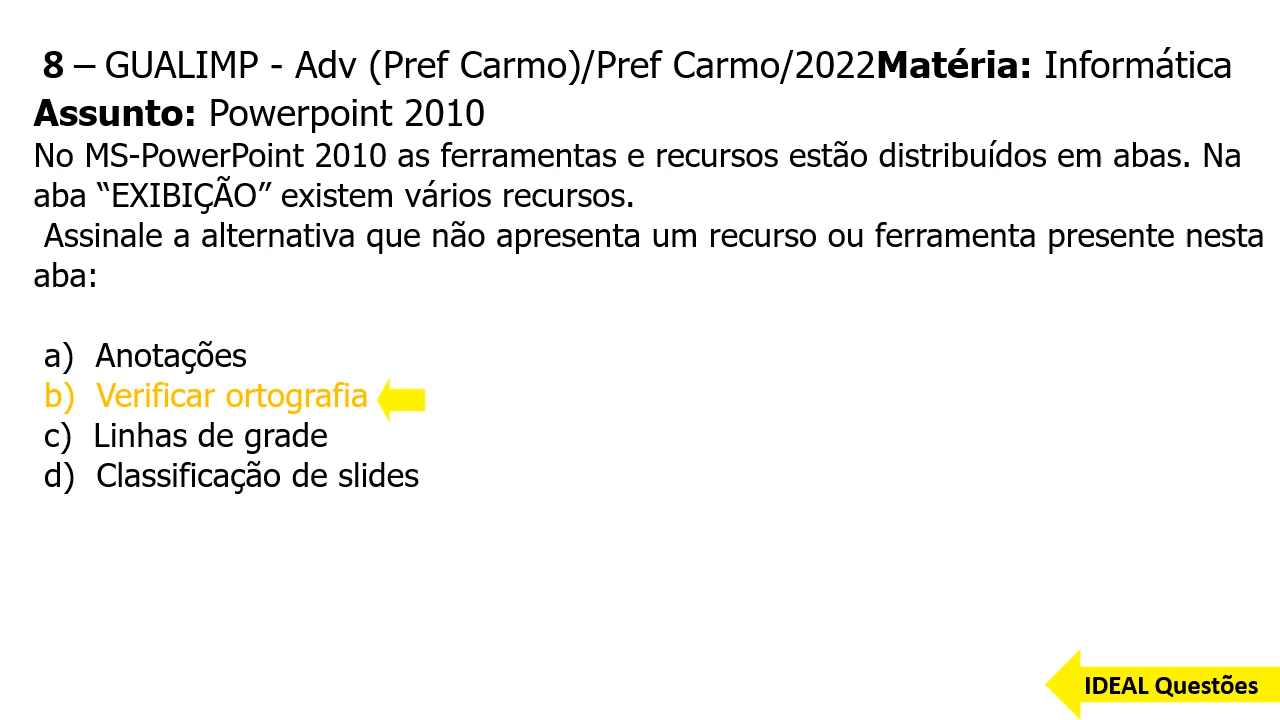 8 – GUALIMP - Adv (Pref Carmo)/Pref Carmo/2022Matéria: Informática
Assunto: Powerpoint 2010
No MS-PowerPoint 2010 as ferramentas e recursos estão distribuídos em abas. Na
aba “EXIBIÇÃO” existem vários recursos.
Assinale a alternativa que não apresenta um recurso ou ferramenta presente nesta
aba:
a) Anotações
b) Verificar ortografia
c) Linhas de grade
d) Classificação de slides
IDEAL Questões